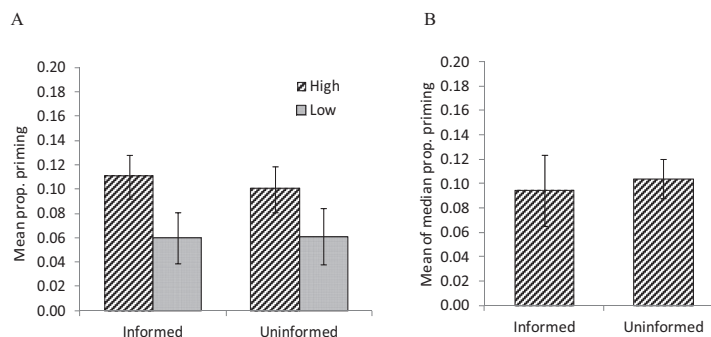 A
Mean prop. priming
0.20
0.18
0.16
0.14
0.12
0.10
0.08
0.06
0.04
0.02
0.00
High
Low
Informed
Uninformed
B
Mean of median prop. priming
0.20
0.18
0.16
0.14
0.12
0.10
0.08
0.06
0.04
0.02
0.00
Informed
Uninformed